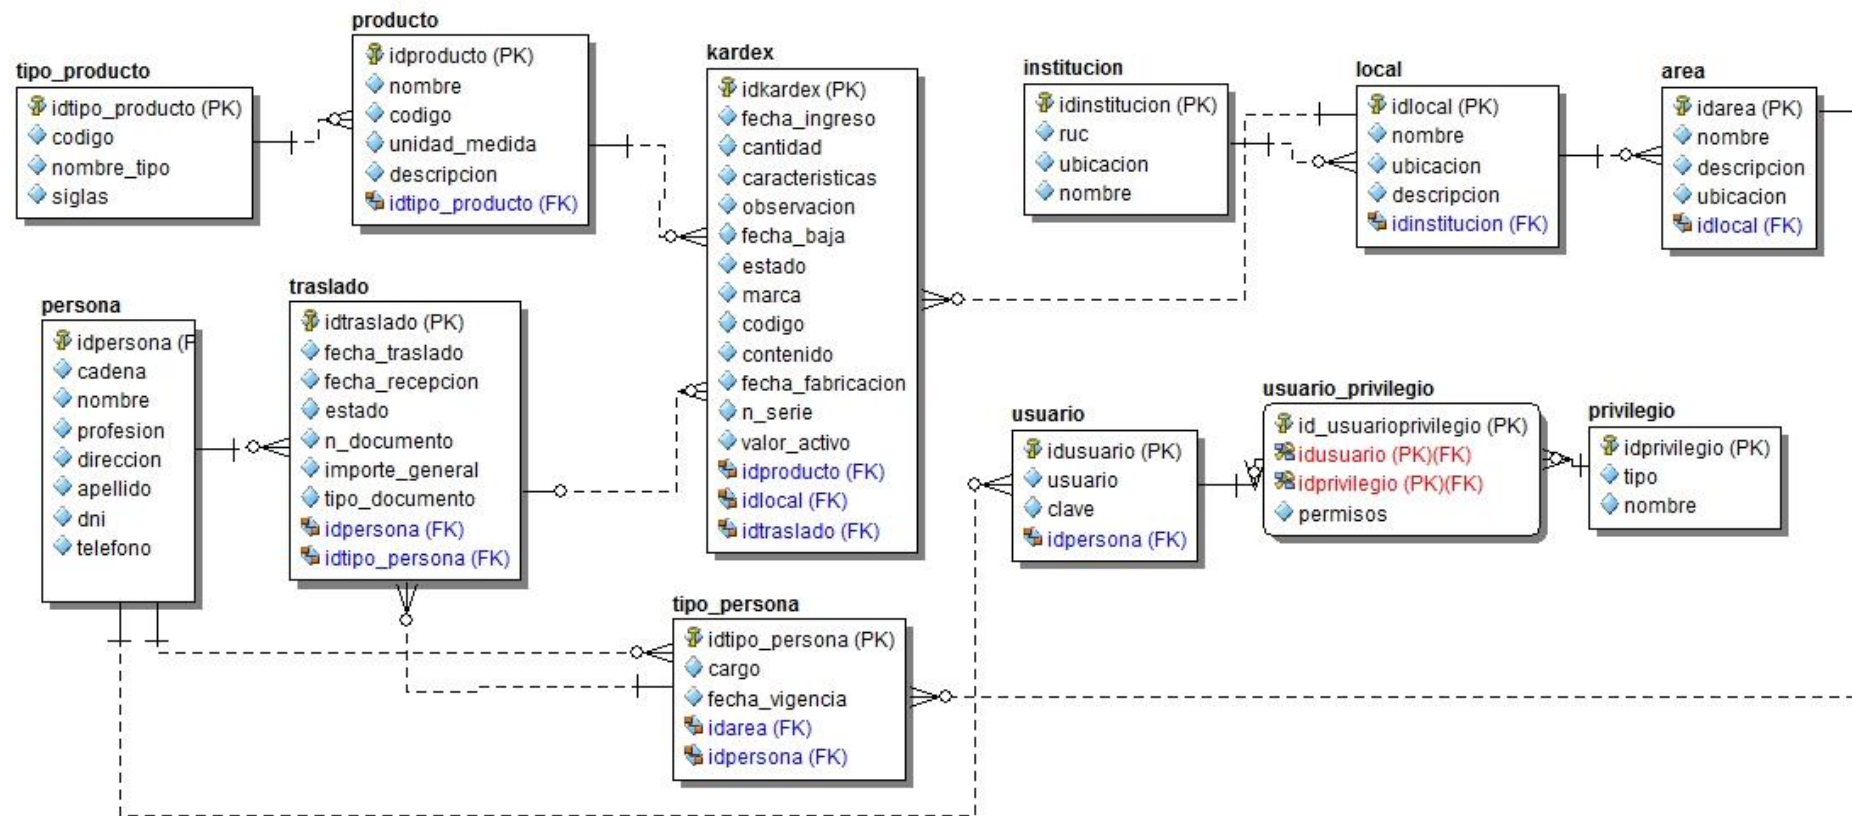 tipo_producto
idtipo_producto (PK)
codigo
nombre_tipo
siglas
producto
idproducto (PK)
nombre
codigo
unidad_medida
descripcion
idtipo_producto (FK)
kardex
idkardex (PK)
fecha_ingreso
cantidad
caracteristicas
observacion
fecha_baja
estado
marca
codigo
contenido
fecha_fabricacion
n_serie
valor_activo
idproducto (FK)
idlocal (FK)
idtraslado (FK)
institucion
idinstitucion (PK)
ruc
ubicacion
nombre
local
idlocal (PK)
nombre
ubicacion
descripcion
idinstitucion (FK)
area
idarea (PK)
nombre
descripcion
ubicacion
idlocal (FK)
persona
idpersona (F
cadena
nombre
profesion
direccion
apellido
dni
telefono
traslado
idtraslado (PK)
fecha_traslado
fecha_recepcion
estado
n_documento
importe_general
tipo_documento
idpersona (FK)
idtipo_persona (FK)
tipo_persona
idtipo_persona (PK)
cargo
fecha_vigencia
idarea (FK)
idpersona (FK)
usuario
idusuario (PK)
usuario
clave
idpersona (FK)
usuario_privilegio
id_usuarioprivilegio (PK)
idusuario (PK)(FK)
idprivilegio (PK)(FK)
permisos
privilegio
idprivilegio (PK)
tipo
nombre